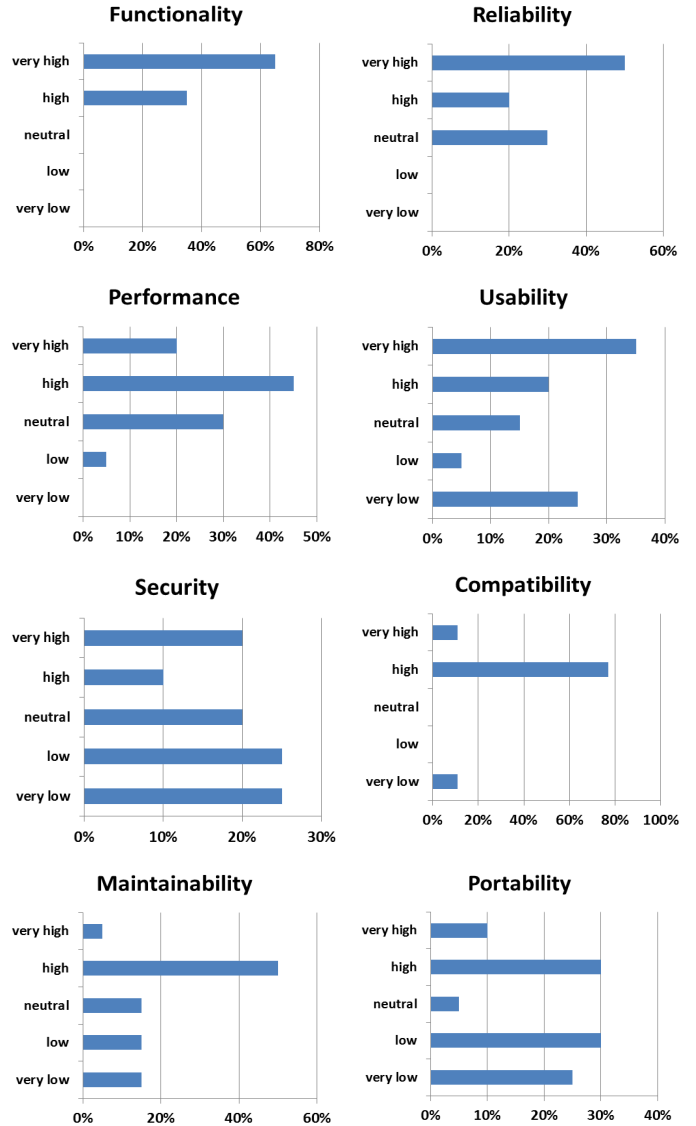 Functionality
very high
high
neutral
low
very low
0% 20% 40% 60% 80%
Reliability
very high
high
neutral
low
very low
0% 20% 40% 60%
Performance
very high
high
neutral
low
very low
0% 10% 20% 30% 40% 50%
Usability
very high
high
neutral
low
very low
0% 10% 20% 30% 40%
Security
very high
high
neutral
low
very low
0% 10% 20% 30%
Compatibility
very high
high
neutral
low
very low
0% 20% 40% 60% 80% 100%
Maintainability
very high
high
neutral
low
very low
0% 20% 40% 60%
Portability
very high
high
neutral
low
very low
0% 10% 20% 30% 40%